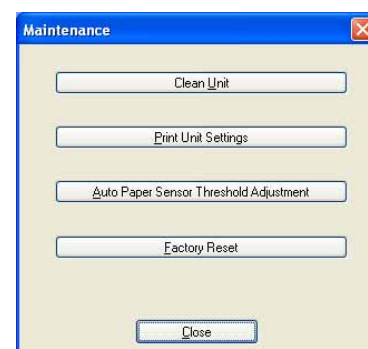 Maintenance
Clean Unit
Print Unit Settings
Auto Paper Sensor Threshold Adjustment
Factory Reset
Close